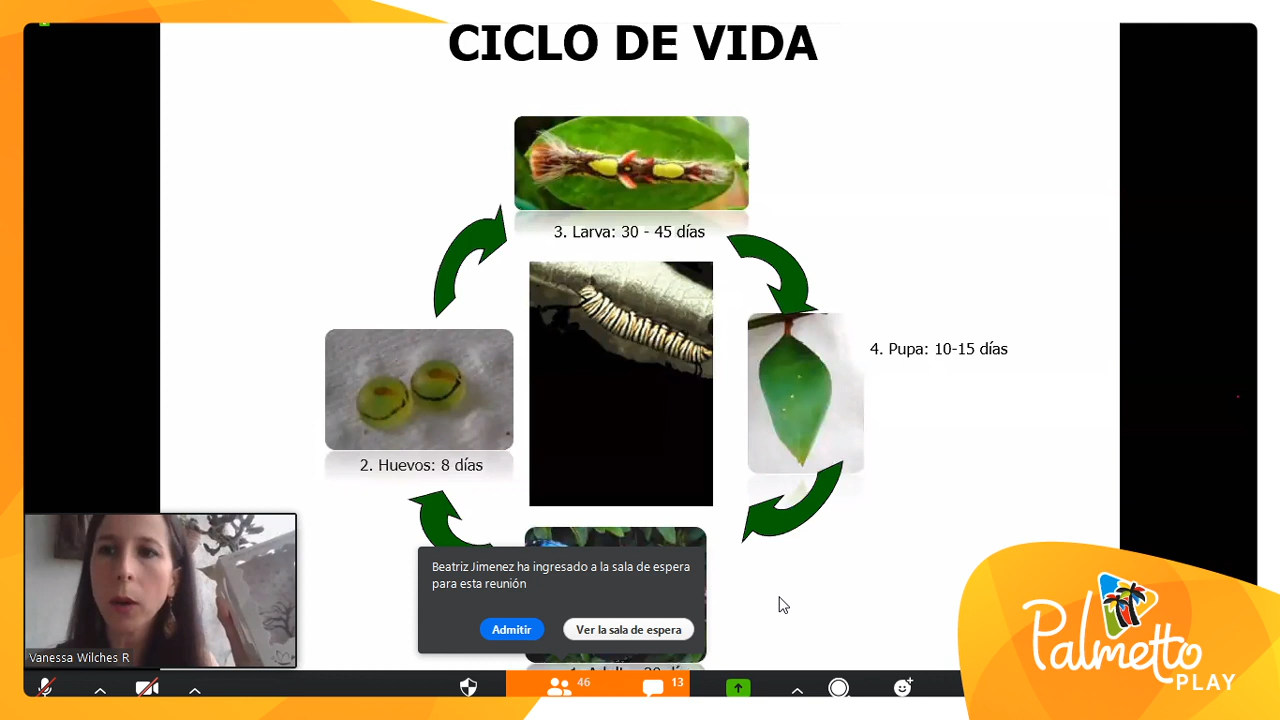 CICLO DE VIDA
3. Larva: 30 - 45 días
4. Pupa: 10-15 días
2. Huevos: 8 días
Beatriz Jimenez ha ingresado a la sala de espera
para esta reunión
Admitir
Ver la sala de espera
Vanessa Wilches R
46
13
Palmetto
PLAY